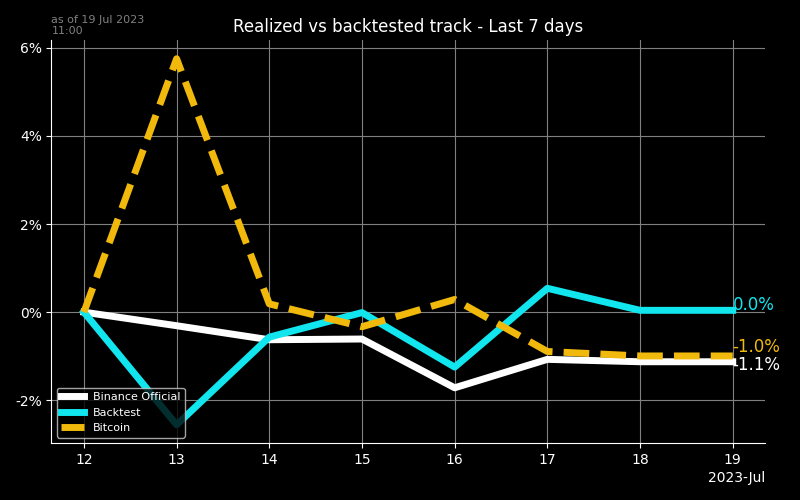 as of 19 Jul 2023
11:00
Realized vs backtested track - Last 7 days
6%
4%
2%
0%
-2%
0.0%
-1.0%
-1.1%
Binance Official
Backtest
Bitcoin
12 13 14 15 16 17 18 19
2023-Jul